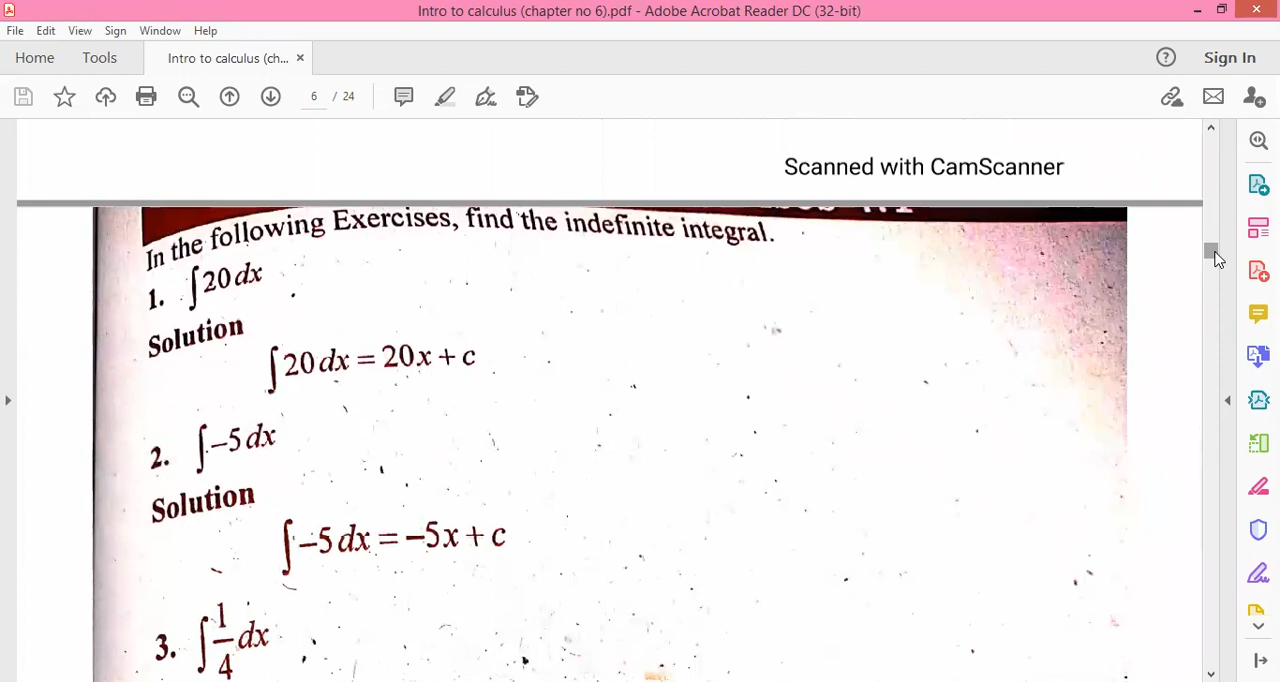 Intro to calculus (chapter no 6).pdf - Adobe Acrobat Reader DC (32-bit)
File Edit View Sign Window Help
Home Tools Intro to calculus (ch... × Sign In
6 / 24
Scanned with CamScanner
In the following Exercises, find the indefinite integral.
1. ∫20 dx
Solution
∫20 dx = 20x + c
2. ∫–5 dx
Solution
∫–5 dx = –5x + c
3. ∫1/4 dx